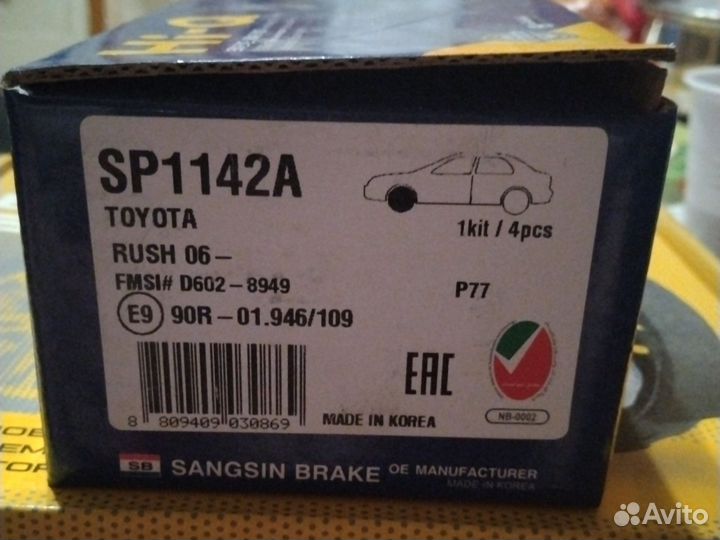 Hi-Q
SP1142A
TOYOTA
RUSH 06-
FMSI# D602-8949
E9 90R-01.946/109
1kit / 4pcs
P77
8 809409 030869
EAC
MADE IN KOREA
NB-0002
SB SANGSIN BRAKE OE MANUFACTURER
MADE IN KOREA
Avito